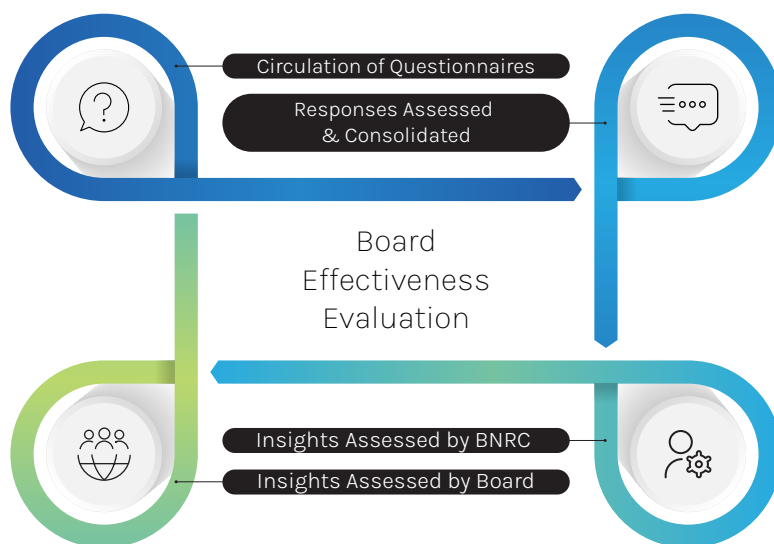 Circulation of Questionnaires
Responses Assessed
& Consolidated
Board
Effectiveness
Evaluation
Insights Assessed by BNRC
Insights Assessed by Board